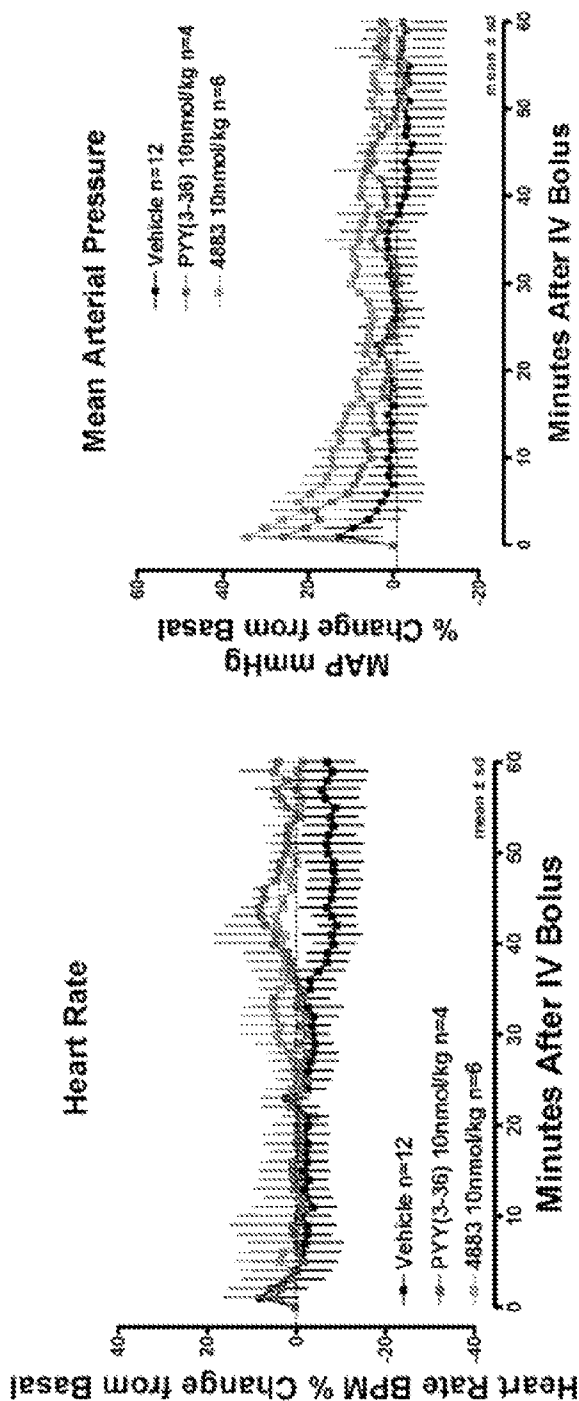 Heart Rate
Heart Rate BPM % Change from Basal
40
20
0
-20
-40
Vehicle n=12
PYY(3-36) 10nmol/kg n=4
4883 10nmol/kg n=6
mean ± sd
0
10
20
30
40
50
60
Minutes After IV Bolus
Mean Arterial Pressure
MAP mmHg
% Change from Basal
60
40
20
0
-20
Vehicle n=12
PYY(3-36) 10nmol/kg n=4
4883 10nmol/kg n=6
mean ± sd
0
10
20
30
40
50
60
Minutes After IV Bolus